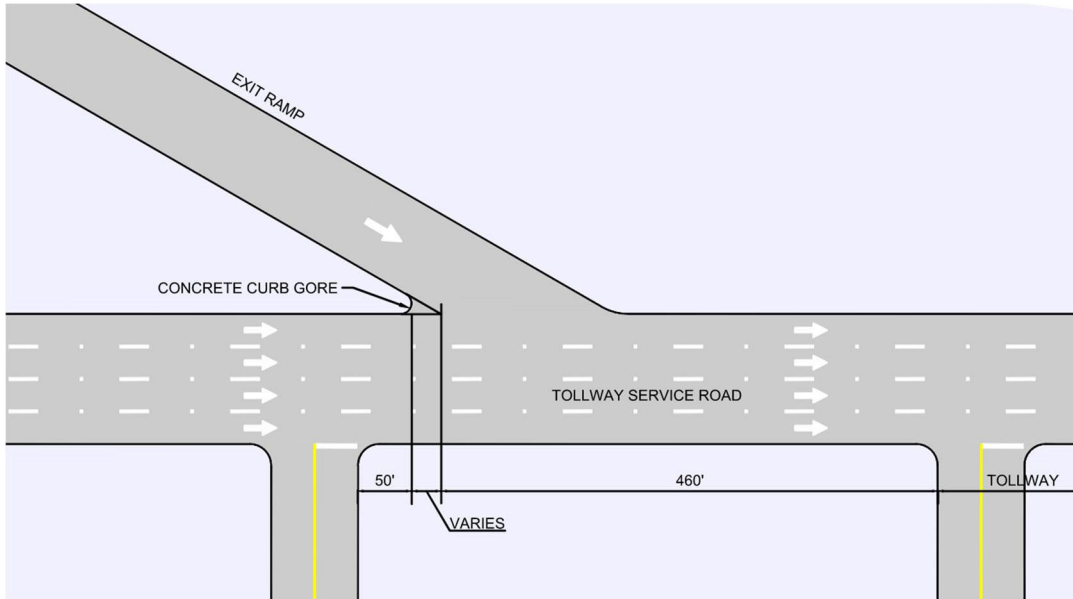 EXIT RAMP
CONCRETE CURB GORE
TOLLWAY SERVICE ROAD
50'
460'
TOLLWAY
VARIES